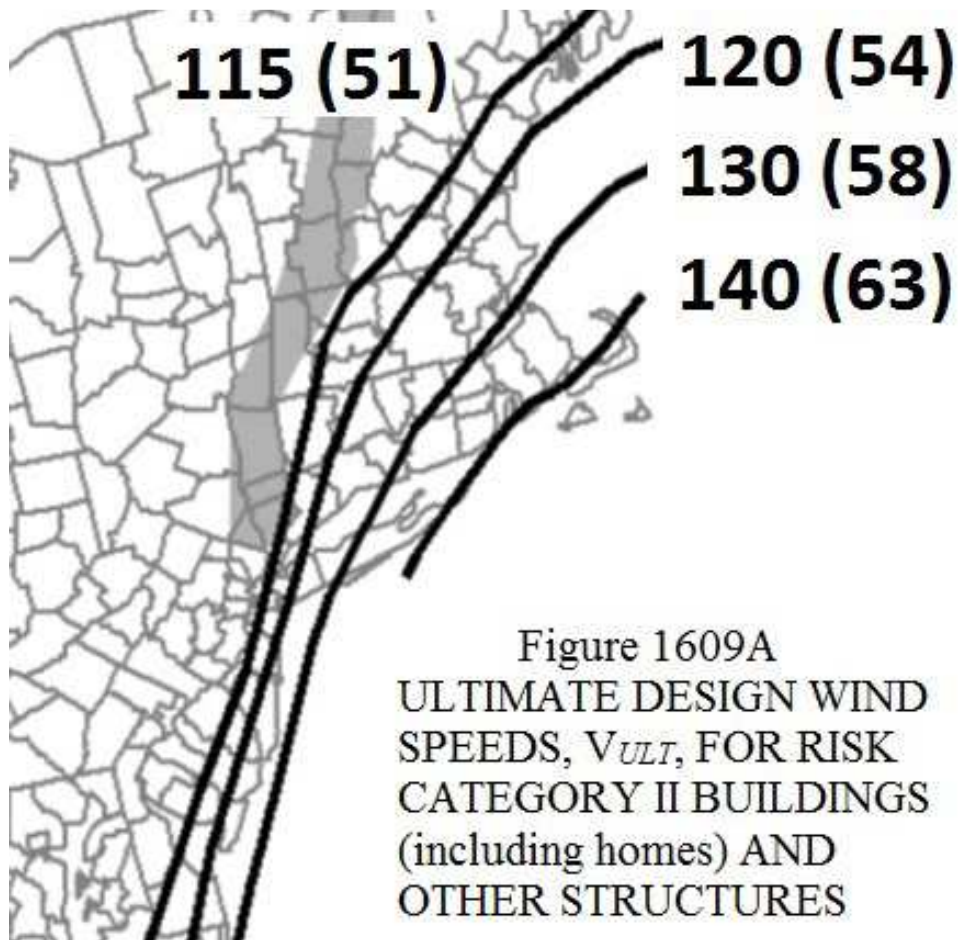 115 (51)
120 (54)
130 (58)
140 (63)
Figure 1609A
ULTIMATE DESIGN WIND
SPEEDS, VULT, FOR RISK
CATEGORY II BUILDINGS
(including homes) AND
OTHER STRUCTURES